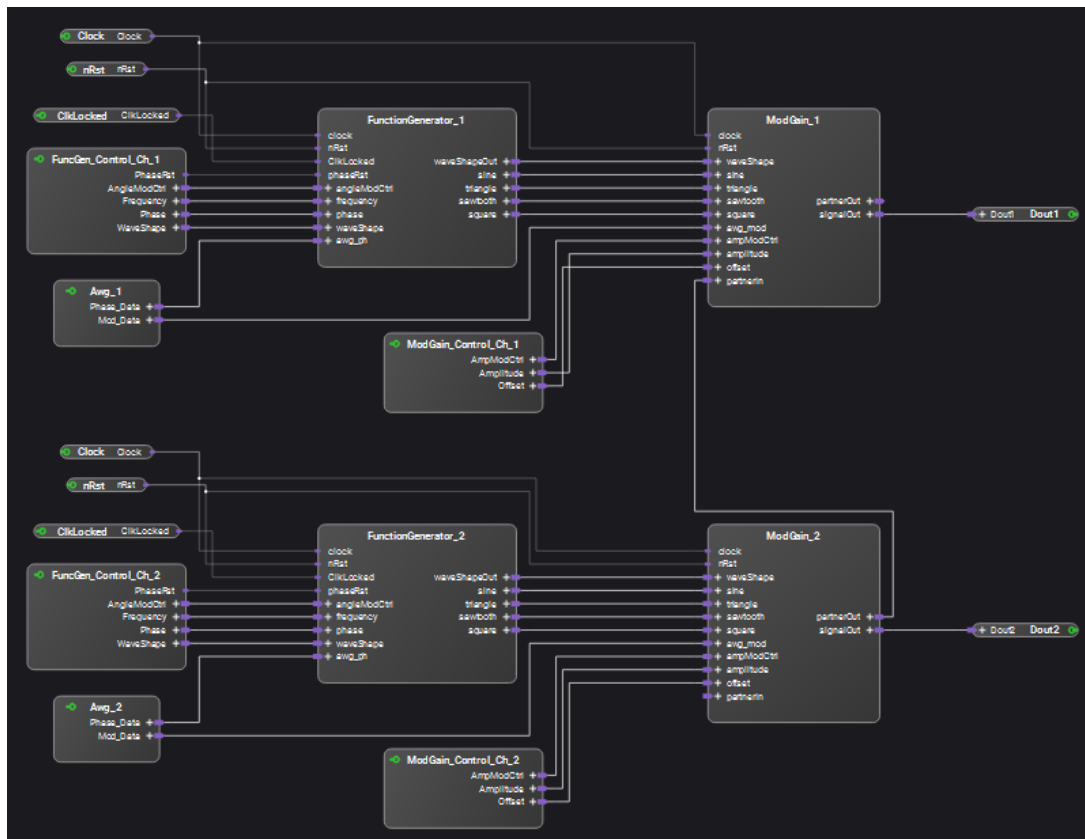 Clock Clock
nRst nRst
ClkLocked ClkLocked
FuncGen_Control_Ch_1
PhaseRst
AngleModCtrl
Frequency
Phase
WaveShape
Awg_1
Phase_Data
Mod_Data
FunctionGenerator_1
clock
nRst
ClkLocked waveShapeOut
phaseRst sine
angleModCtrl triangle
frequency sawtooth
phase square
waveShape
awg_ph
ModGain_Control_Ch_1
AmpModCtrl
Amplitude
Offset
ModGain_1
clock
nRst
waveShape
sine
triangle
sawtooth partnerOut
square signalOut
awg_mod
ampModCtrl
amplitude
offset
partnerIn
Dout1 Dout1
Clock Clock
nRst nRst
ClkLocked ClkLocked
FuncGen_Control_Ch_2
PhaseRst
AngleModCtrl
Frequency
Phase
WaveShape
Awg_2
Phase_Data
Mod_Data
FunctionGenerator_2
clock
nRst
ClkLocked waveShapeOut
phaseRst sine
angleModCtrl triangle
frequency sawtooth
phase square
waveShape
awg_ph
ModGain_Control_Ch_2
AmpModCtrl
Amplitude
Offset
ModGain_2
clock
nRst
waveShape
sine
triangle
sawtooth partnerOut
square signalOut
awg_mod
ampModCtrl
amplitude
offset
partnerIn
Dout2 Dout2